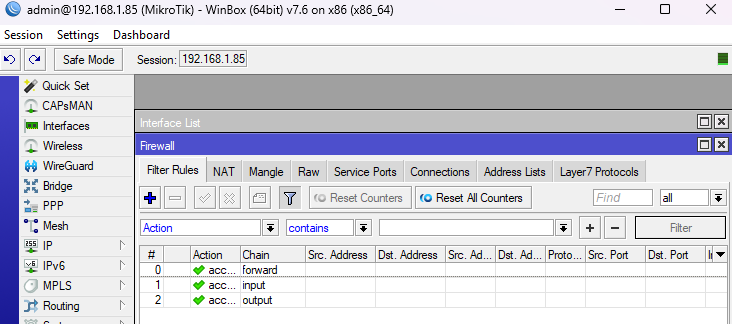 admin@192.168.1.85 (MikroTik) - WinBox (64bit) v7.6 on x86 (x86_64)
Session Settings Dashboard
Safe Mode Session: 192.168.1.85
Quick Set
CAPsMAN
Interfaces
Wireless
WireGuard
Bridge
PPP
Mesh
IP
IPv6
MPLS
Routing
Interface List
Firewall
Filter Rules NAT Mangle Raw Service Ports Connections Address Lists Layer7 Protocols
Reset Counters Reset All Counters Find all
Action contains Filter
# Action Chain Src. Address Dst. Address Src. Ad... Dst. Ad... Proto... Src. Port Dst. Port
0 acc... forward
1 acc... input
2 acc... output